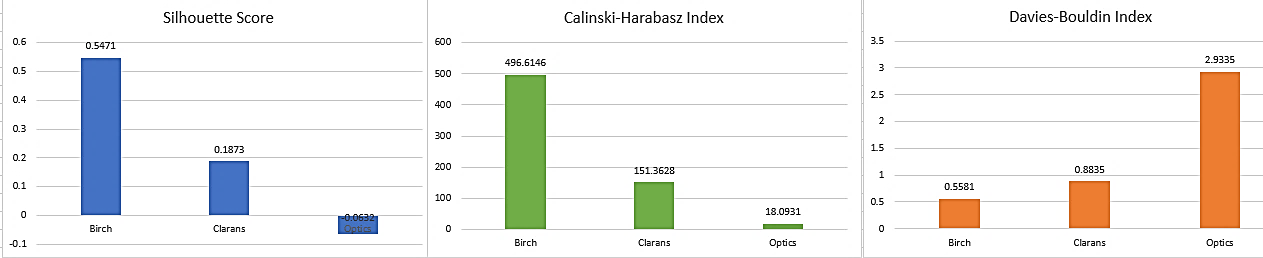 Silhouette Score
0.6
0.5
0.4
0.3
0.2
0.1
0
-0.1
0.5471
0.1873
-0.0632
Birch
Clarans
Optics
Calinski-Harabasz Index
600
500
400
300
200
100
0
496.6146
151.3628
18.0931
Birch
Clarans
Optics
Davies-Bouldin Index
3.5
3
2.5
2
1.5
1
0.5
0
0.5581
0.8835
2.9335
Birch
Clarans
Optics